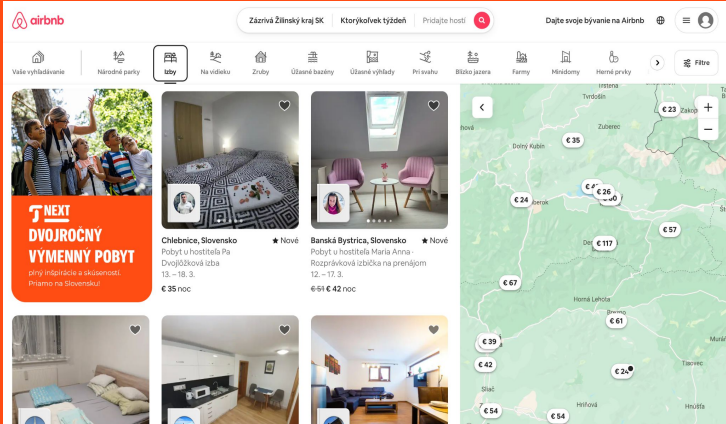 airbnb
Zázrivá Žilinský kraj SK
Ktorýkoľvek týždeň
Pridajte hostí
Dajte svoje bývanie na Airbnb
Vaše vyhľadávanie
Národné parky
Izby
Na vidieku
Zruby
Úžasné bazény
Úžasné výhľady
Pri svahu
Blízko jazera
Farmy
Minidomy
Herné prvky
Filtre
NEXT
DVOJROČNÝ
VÝMENNÝ POBYT
plný inšpirácie a skúseností.
Priamo na Slovensku!
Chlebnice, Slovensko
★ Nové
Pobyt u hostiteľa Pa
Dvojlôžková izba
13. – 18. 3.
€ 35 noc
Banská Bystrica, Slovensko
★ Nové
Pobyt u hostiteľa Maria Anna ·
Rozprávková izbička na prenájom
12. – 17. 3.
€ 51 € 42 noc
Trstená
Tvrdošín
€ 23
Zuberec
€ 35
Dolný Kubín
€ 26
€ 24
€ 57
€ 117
€ 67
Horná Lehota
Brezno
€ 61
€ 39
€ 42
Tisovec
€ 24
Sliač
Hriňová
Hnúšťa
€ 54
€ 54